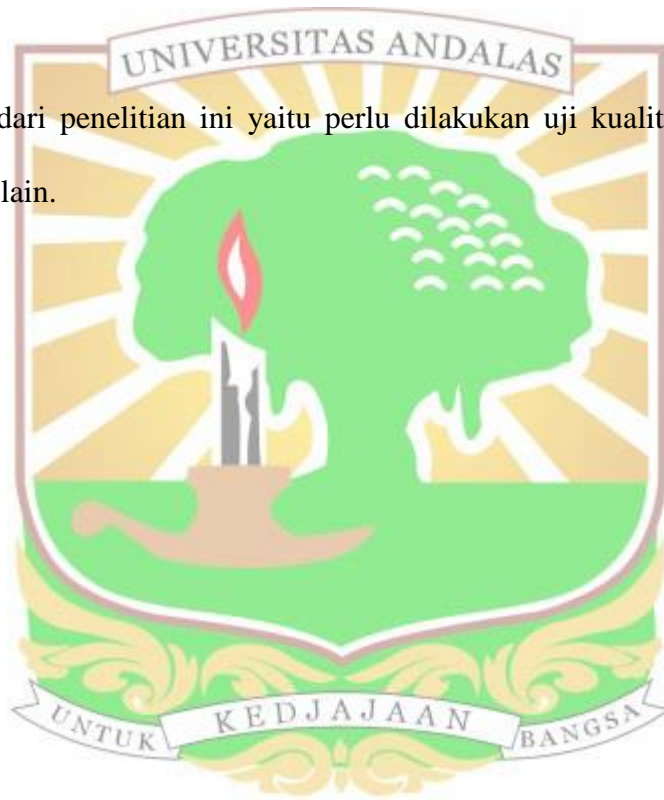 UNIVERSITAS ANDALAS
dari penelitian ini yaitu perlu dilakukan uji kualit
lain.
UNTUK KEDJAJAAN BANGSA